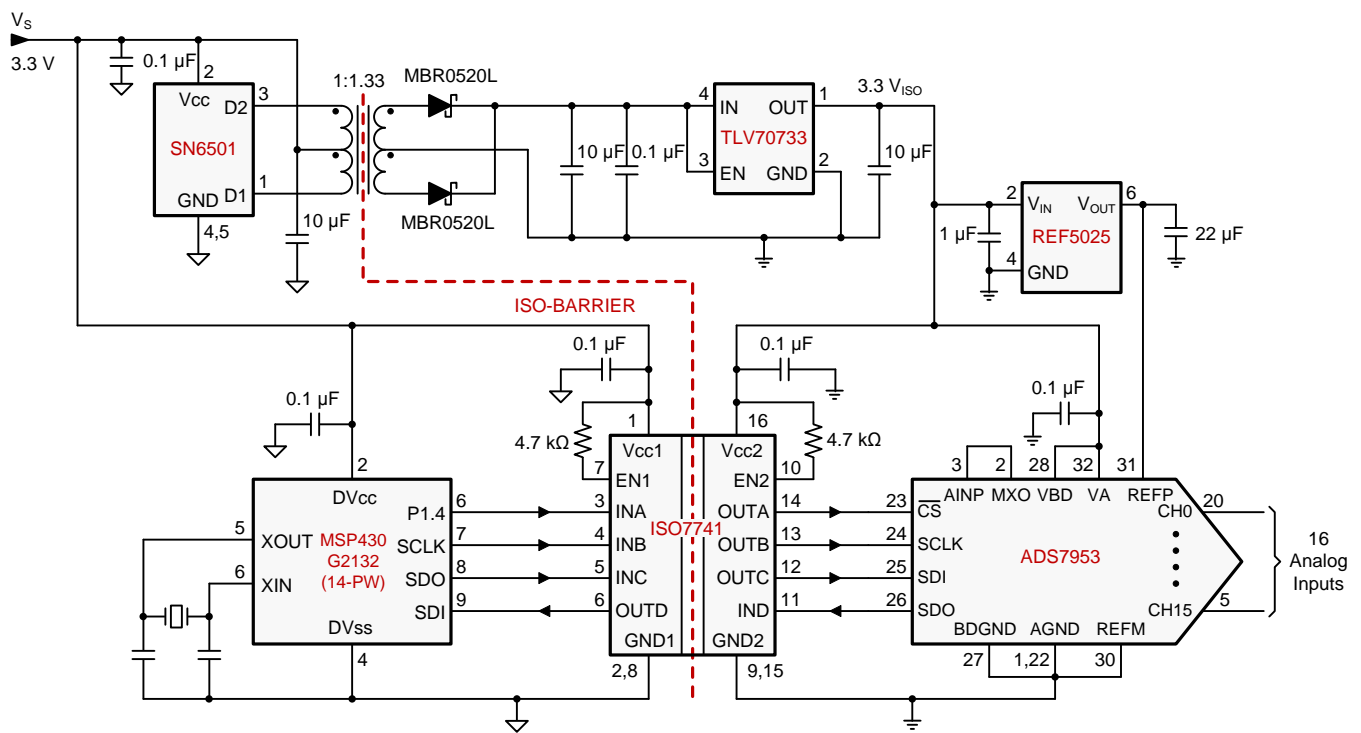 VS
3.3 V
0.1 µF
2
Vcc
D2
3
SN6501
GND
D1
1
4,5
10 µF
1:1.33
MBR0520L
MBR0520L
10 µF
0.1 µF
4
IN
OUT
1
TLV70733
3
EN
GND
2
3.3 VISO
10 µF
2
VIN
VOUT
6
1 µF
REF5025
4
GND
22 µF
ISO-BARRIER
0.1 µF
0.1 µF
0.1 µF
0.1 µF
4.7 kΩ
4.7 kΩ
2
DVcc
5
XOUT
6
XIN
MSP430
G2132
(14-PW)
P1.4
6
SCLK
7
SDO
8
SDI
9
DVss
4
1
Vcc1
7
EN1
3
INA
4
INB
5
INC
6
OUTD
GND1
2,8
ISO7741
16
Vcc2
EN2
10
OUTA
14
OUTB
13
OUTC
12
IND
11
GND2
9,15
3
2
28
32
31
AINP
MXO
VBD
VA
REFP
23
CS
24
SCLK
25
SDI
26
SDO
ADS7953
CH0
20
CH15
5
BDGND
AGND
REFM
27
1,22
30
16
Analog
Inputs